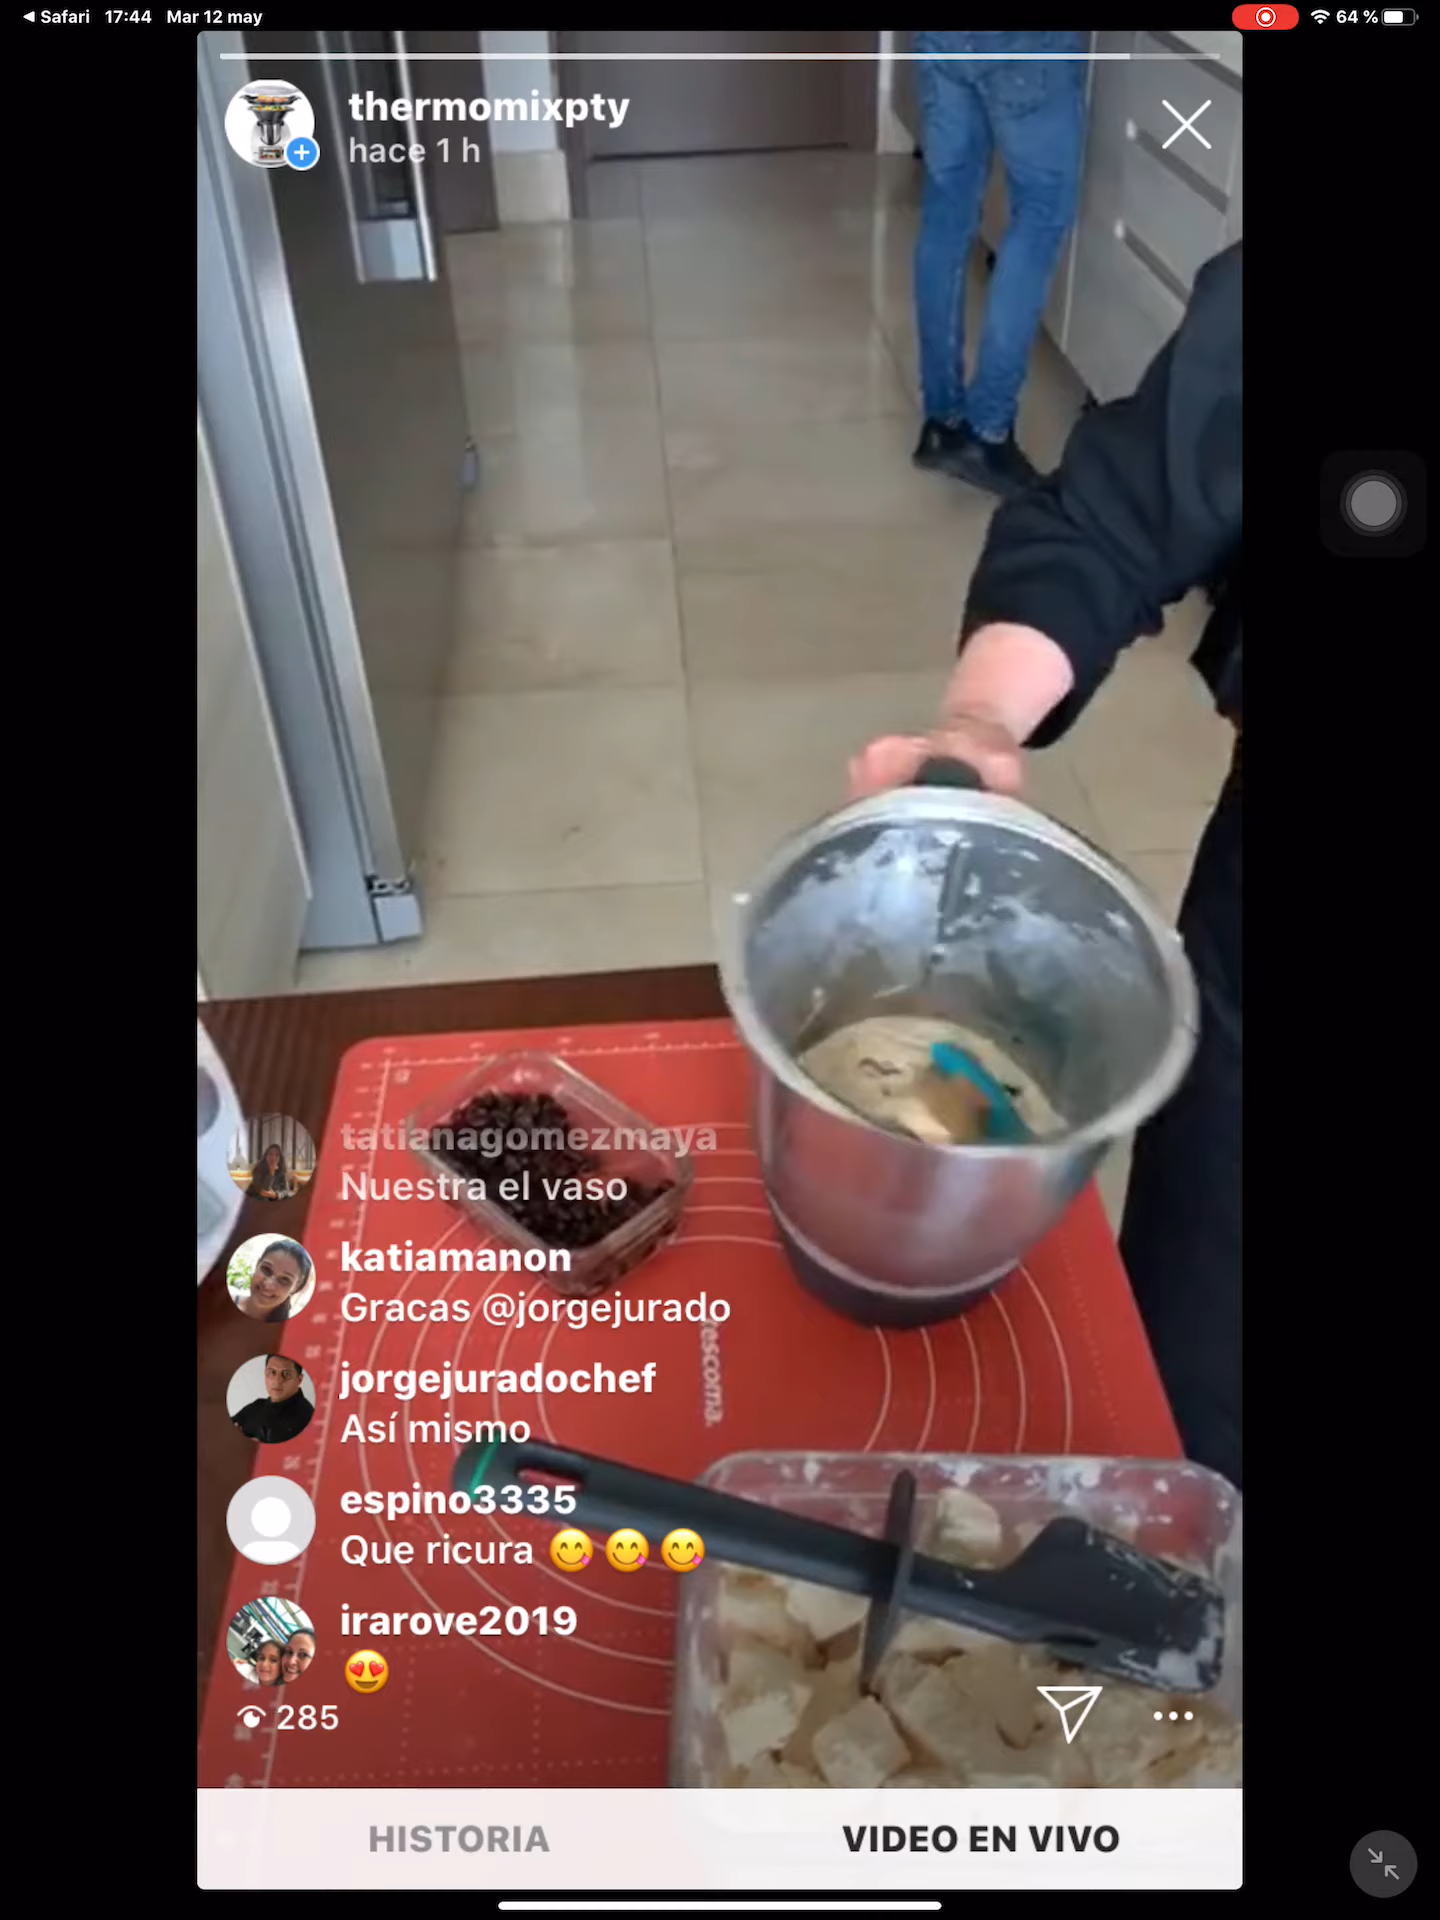 Safari 17:44 Mar 12 may
64 %
thermomixpty
hace 1 h
tatianagomezmaya
Nuestra el vaso
katiamanon
Gracas @jorgejurado
jorgejuradochef
Así mismo
espino3335
Que ricura 😋 😋 😋
irarove2019
😍
285
HISTORIA
VIDEO EN VIVO